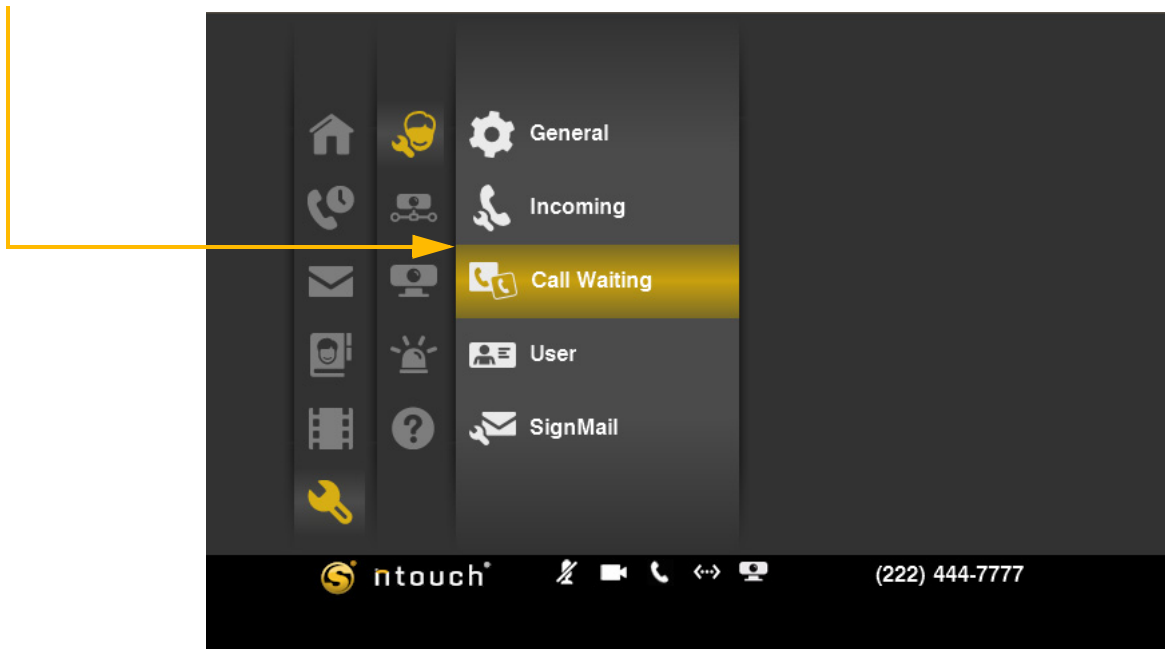 General
Incoming
Call Waiting
User
SignMail
S ntouch (222) 444-7777